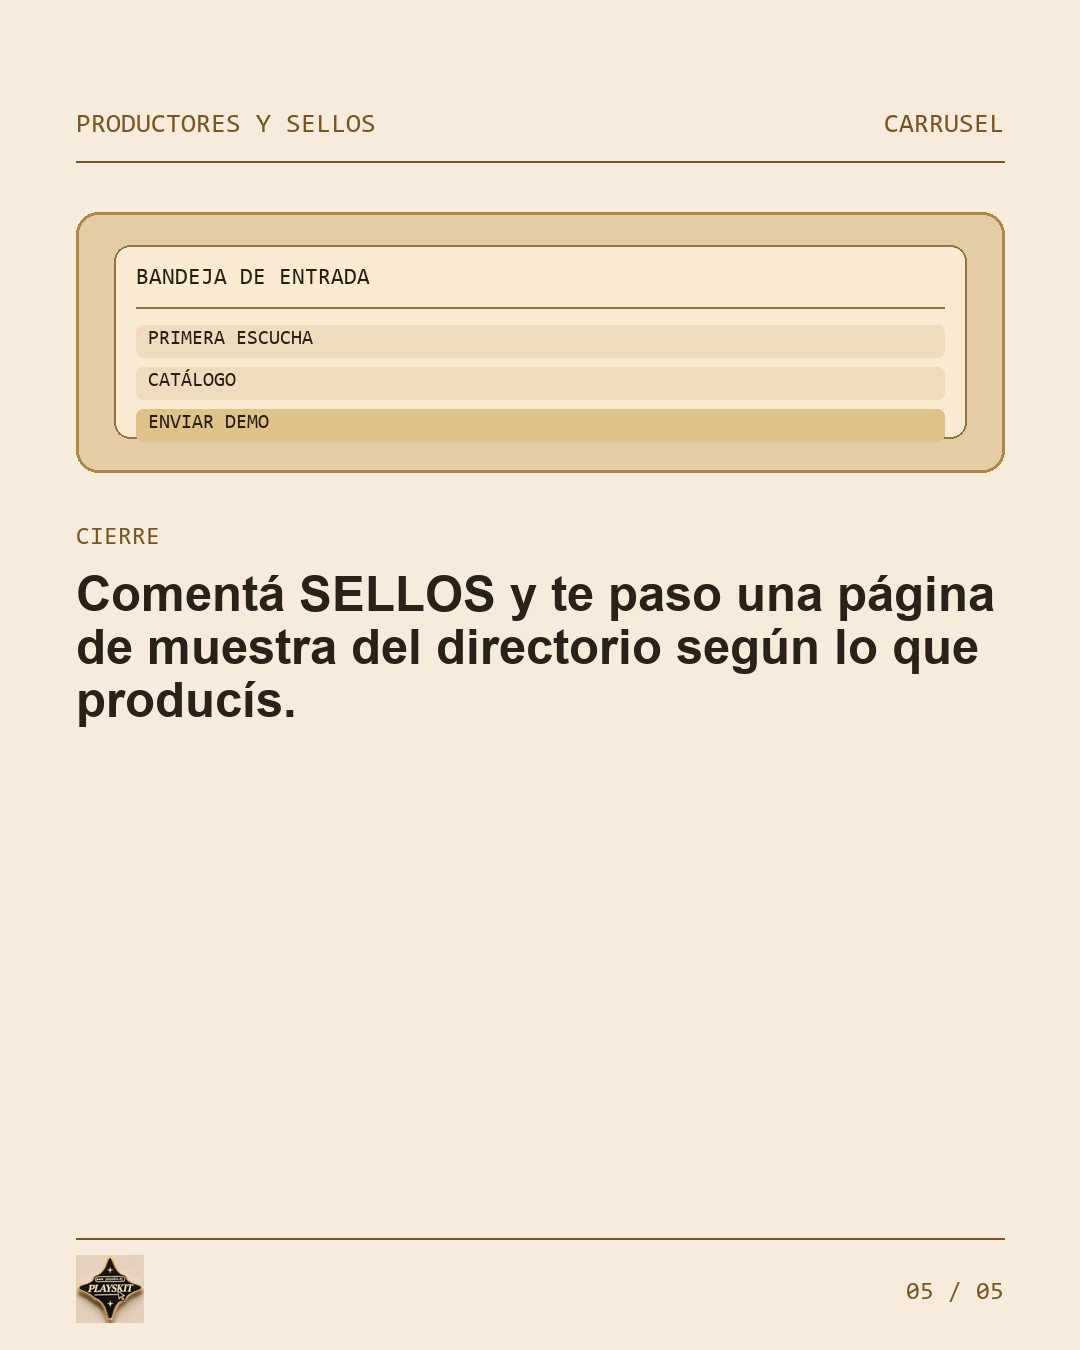 PRODUCTORES Y SELLOS
CARRUSEL
BANDEJA DE ENTRADA
PRIMERA ESCUCHA
CATÁLOGO
ENVIAR DEMO
CIERRE
Comentá SELLOS y te paso una página
de muestra del directorio según lo que
producís.
PLAYSKIT
05 / 05